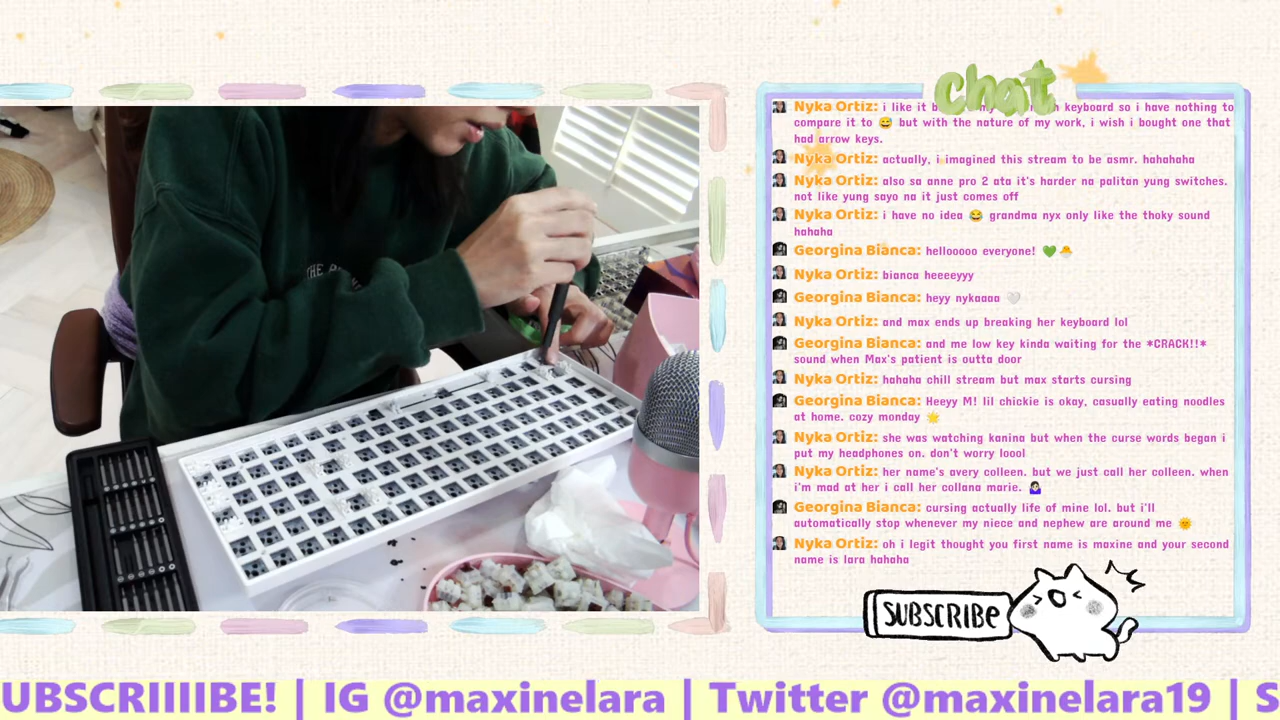 chat
Nyka Ortiz: i like it keyboard so i have nothing to
compare it to 😅 but with the nature of my work, i wish i bought one that
had arrow keys.
Nyka Ortiz: actually, i imagined this stream to be asmr. hahahaha
Nyka Ortiz: also sa anne pro 2 ata it's harder na palitan yung switches.
not like yung sayo na it just comes off
Nyka Ortiz: i have no idea 😂 grandma nyx only like the thoky sound
hahaha
Georgina Bianca: hellooooo everyone! 💚🐣
Nyka Ortiz: bianca heeeeyyy
Georgina Bianca: heyy nykaaaa 🤍
Nyka Ortiz: and max ends up breaking her keyboard lol
Georgina Bianca: and me low key kinda waiting for the *CRACK!!*
sound when Max's patient is outta door
Nyka Ortiz: hahaha chill stream but max starts cursing
Georgina Bianca: Heeyy M! lil chickie is okay, casually eating noodles
at home. cozy monday 🌟
Nyka Ortiz: she was watching kanina but when the curse words began i
put my headphones on. don't worry loool
Nyka Ortiz: her name's avery colleen. but we just call her colleen. when
i'm mad at her i call her collana marie. 🤷🏻‍♀️
Georgina Bianca: cursing actually life of mine lol. but i'll
automatically stop whenever my niece and nephew are around me 🌞
Nyka Ortiz: oh i legit thought you first name is maxine and your second
name is lara hahaha
SUBSCRIBE
UBSCRIIIIBE! | IG @maxinelara | Twitter @maxinelara19 | S